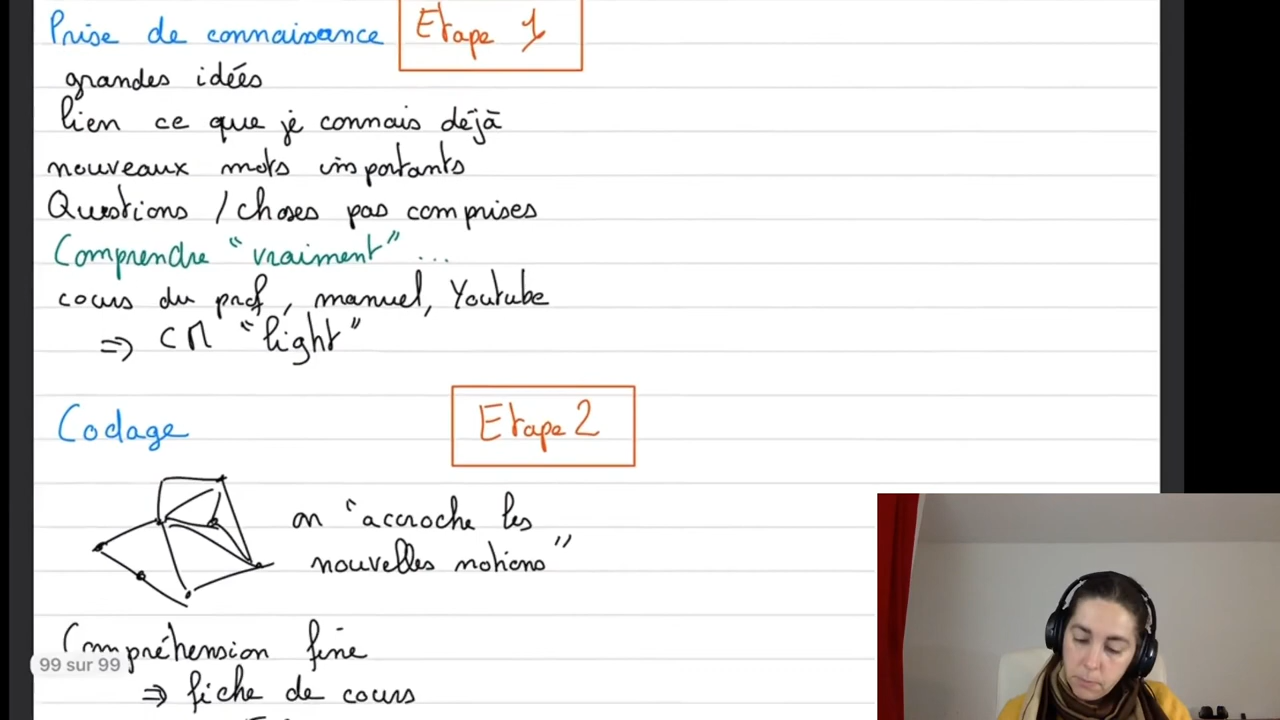 Prise de connaissance
Etape 1
grandes idées
lien ce que je connais déjà
nouveaux mots importants
Questions / choses pas comprises
Comprendre "vraiment" ...
cours du prof, manuel, Youtube
⇒ CM "light"
Codage
Etape 2
on "accroche les
nouvelles notions"
Compréhension fine
99 sur 99
⇒ fiche de cours